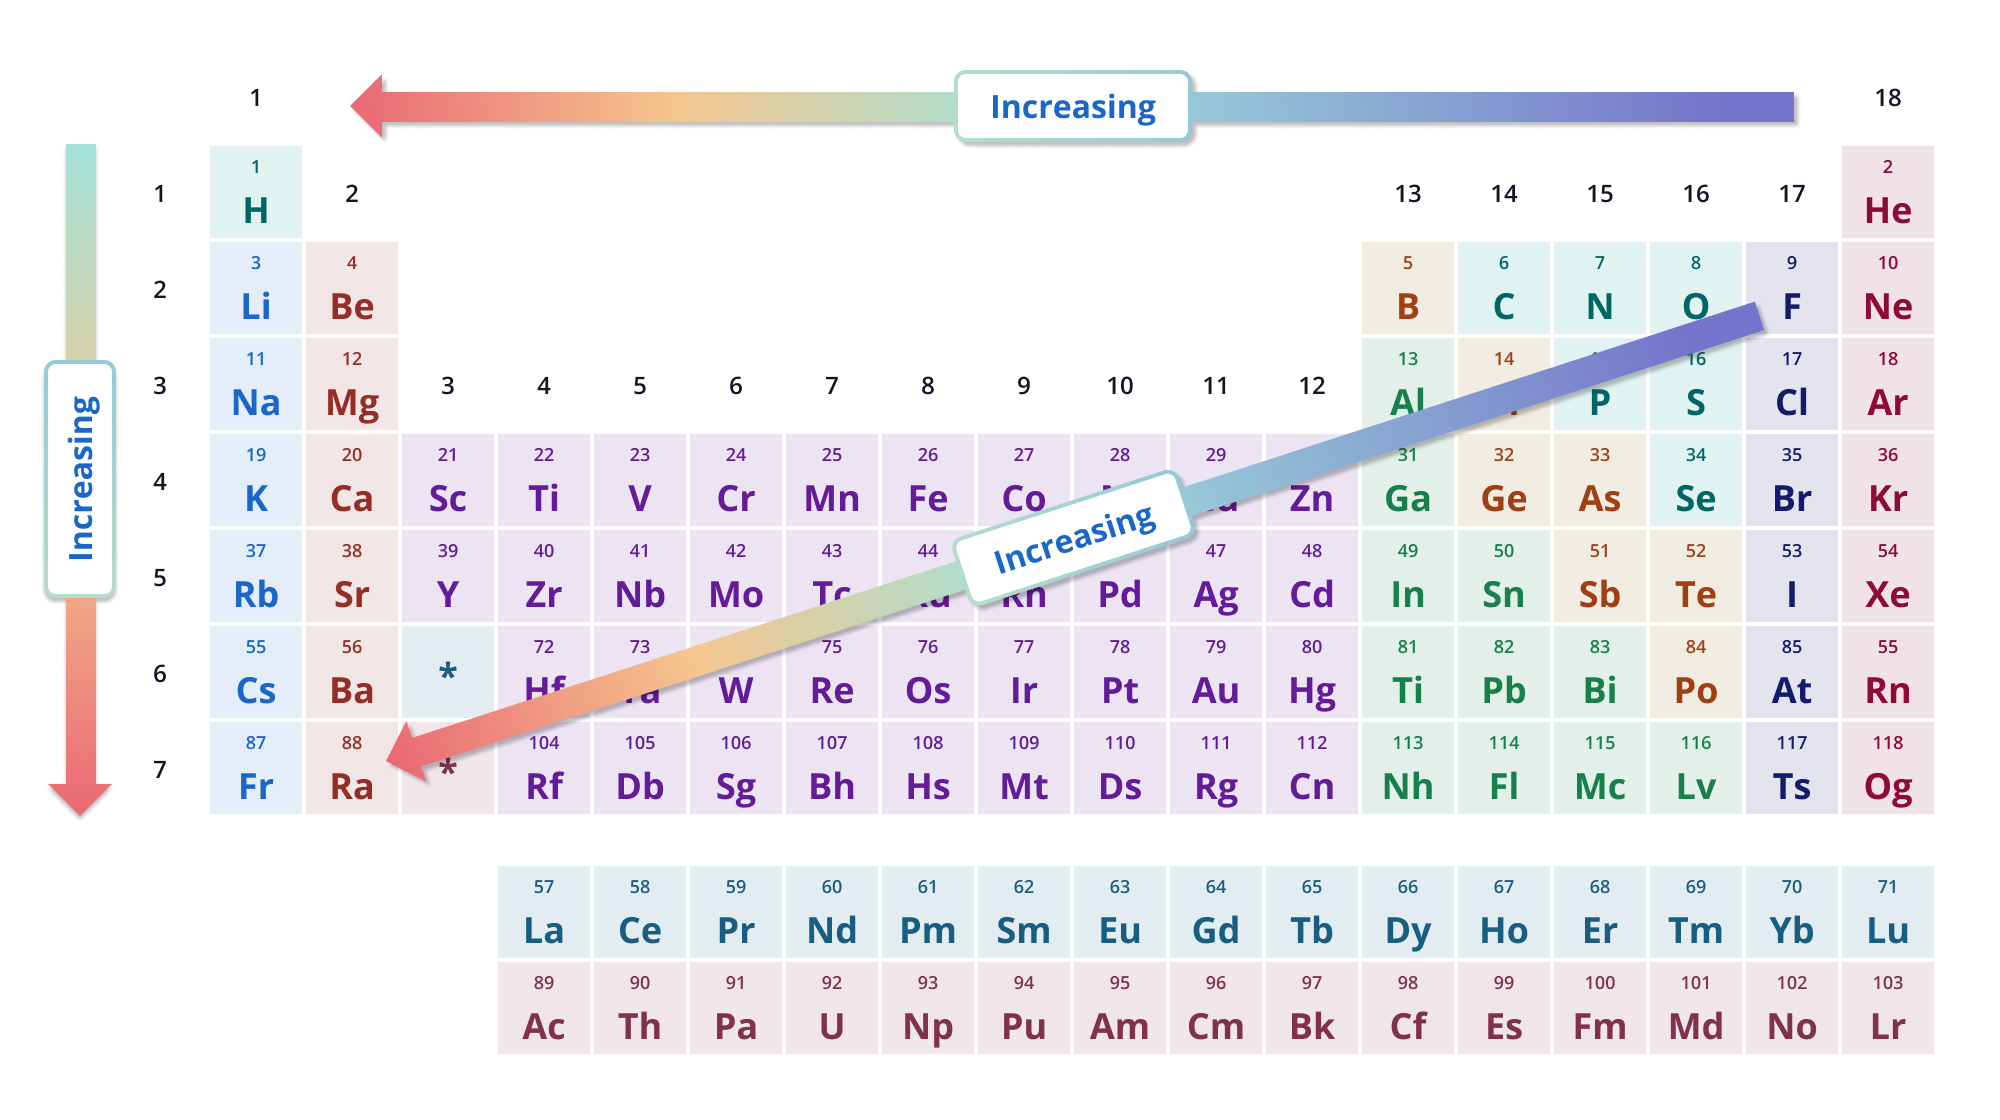 1 Increasing 18
1 2
1 2 13 14 15 16 17
H He
3 4 5 6 7 8 9 10
2
Li Be B C N O F Ne
11 12 13 14 16 17 18
3 3 4 5 6 7 8 9 10 11 12
Na Mg Al P S Cl Ar
19 20 21 22 23 24 25 26 27 28 29 31 32 33 34 35 36
4
K Ca Sc Ti V Cr Mn Fe Co Zn Ga Ge As Se Br Kr
Increasing
Increasing
37 38 39 40 41 42 43 44 47 48 49 50 51 52 53 54
5
Rb Sr Y Zr Nb Mo Tc Rh Pd Ag Cd In Sn Sb Te I Xe
55 56 72 73 75 76 77 78 79 80 81 82 83 84 85 55
6 *
Cs Ba Hf W Re Os Ir Pt Au Hg Ti Pb Bi Po At Rn
87 88 104 105 106 107 108 109 110 111 112 113 114 115 116 117 118
7 *
Fr Ra Rf Db Sg Bh Hs Mt Ds Rg Cn Nh Fl Mc Lv Ts Og
57 58 59 60 61 62 63 64 65 66 67 68 69 70 71
La Ce Pr Nd Pm Sm Eu Gd Tb Dy Ho Er Tm Yb Lu
89 90 91 92 93 94 95 96 97 98 99 100 101 102 103
Ac Th Pa U Np Pu Am Cm Bk Cf Es Fm Md No Lr